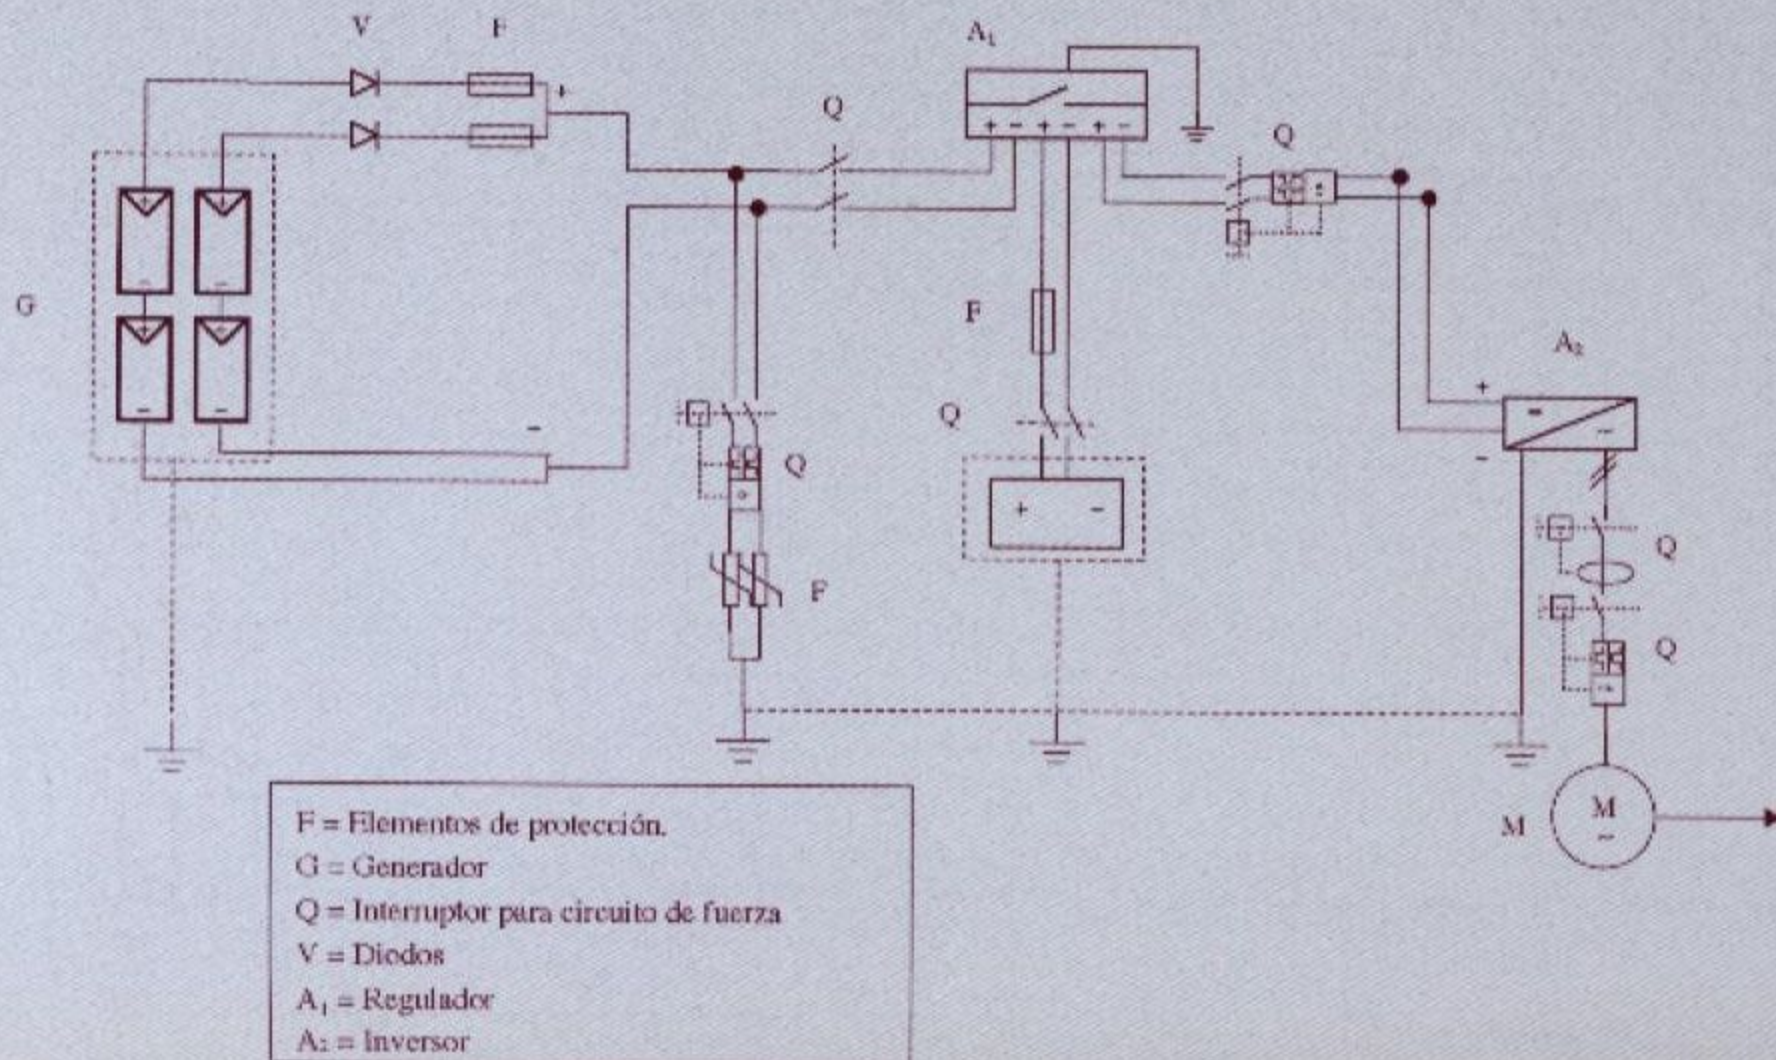 V F A₁
Q
Q
G
F
A₂
Q
Q
Q
F
Q
M
M
F = Elementos de protección.
G = Generador
Q = Interruptor para circuito de fuerza
V = Diodos
A₁ = Regulador
A₂ = Inversor